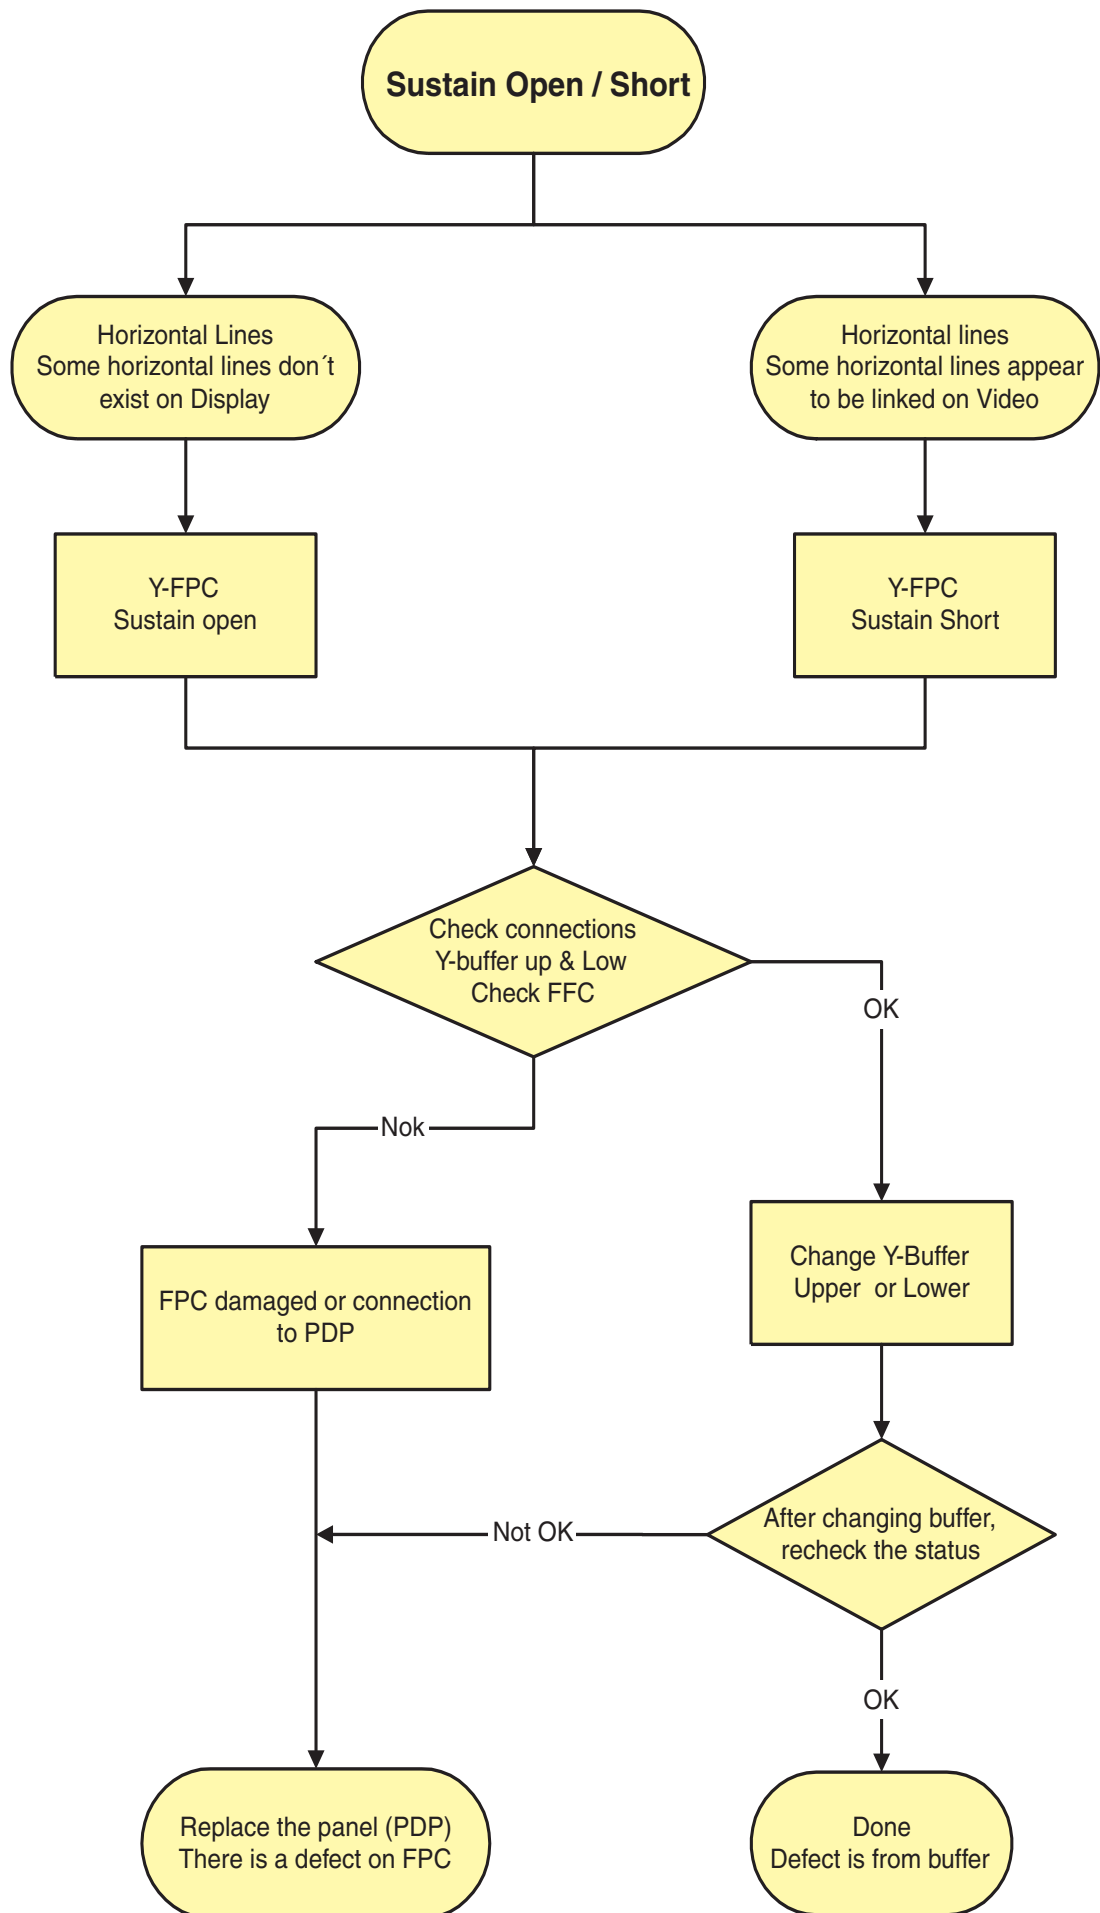 Sustain Open / Short
Horizontal Lines
Some horizontal lines don´t
exist on Display
Horizontal lines
Some horizontal lines appear
to be linked on Video
Y-FPC
Sustain open
Y-FPC
Sustain Short
Check connections
Y-buffer up & Low
Check FFC
OK
Nok
FPC damaged or connection
to PDP
Change Y-Buffer
Upper or Lower
After changing buffer,
recheck the status
Not OK
OK
Replace the panel (PDP)
There is a defect on FPC
Done
Defect is from buffer